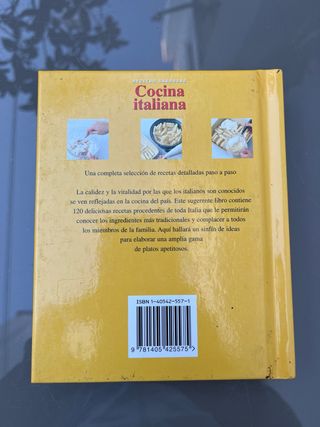 Cocina
italiana
Una completa selección de recetas detalladas paso a paso
La calidez y la vitalidad por las que los italianos son conocidos
se ven reflejadas en la cocina del país. Este sugerente libro contiene
120 deliciosas recetas procedentes de toda Italia que le permitirán
conocer los ingredientes más tradicionales y complacer a todos
los miembros de la familia. Aquí hallará un sinfín de ideas
para elaborar una amplia gama
de platos apetitosos.
ISBN 1-40542-557-1
9 781405 425575 >